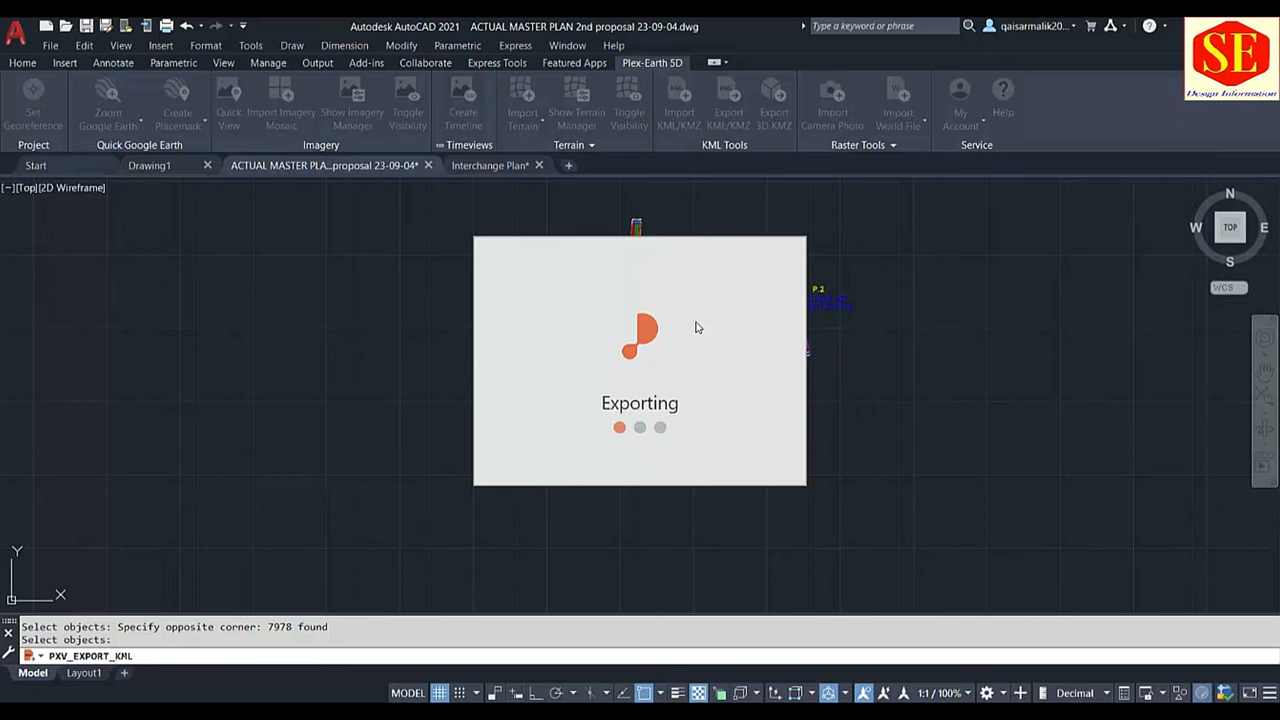 Autodesk AutoCAD 2021 ACTUAL MASTER PLAN 2nd proposal 23-09-04.dwg
Type a keyword or phrase
qaisarmalik20...
File Edit View Insert Format Tools Draw Dimension Modify Parametric Express Window Help
Home Insert Annotate Parametric View Manage Output Add-ins Collaborate Express Tools Featured Apps Plex-Earth 5D
Set Georeference
Zoom Google Earth
Create Placemark
Quick View
Import Imagery Mosaic
Show Imagery Manager
Toggle Visibility
Create Timeline
Import Terrain
Show Terrain Manager
Toggle Visibility
Import KML/KMZ
Export KML/KMZ
Export 3D KMZ
Import Camera Photo
Import World File
My Account
Help
Project Quick Google Earth Imagery Timeviews Terrain KML Tools Raster Tools Service
SE
Design Information
Start Drawing1 ACTUAL MASTER PLA...proposal 23-09-04* Interchange Plan*
[−][Top][2D Wireframe]
N
W TOP E
S
WCS
P.2
Exporting
Y
X
Select objects: Specify opposite corner: 7978 found
Select objects:
PXV_EXPORT_KML
Model Layout1
MODEL 1:1 / 100% Decimal